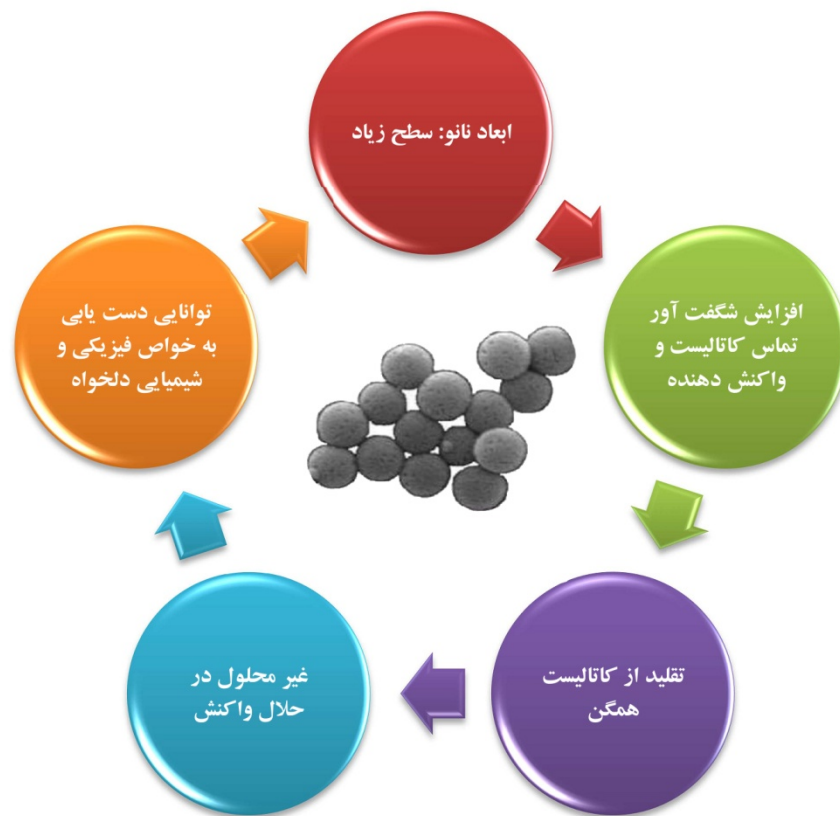 ابعاد نانو: سطح زیاد
افزایش شگفت آور
تماس کاتالیست و
واکنش دهنده
تقلید از کاتالیست
همگن
غیر محلول در
حلال واکنش
توانایی دست یابی
به خواص فیزیکی و
شیمیایی دلخواه